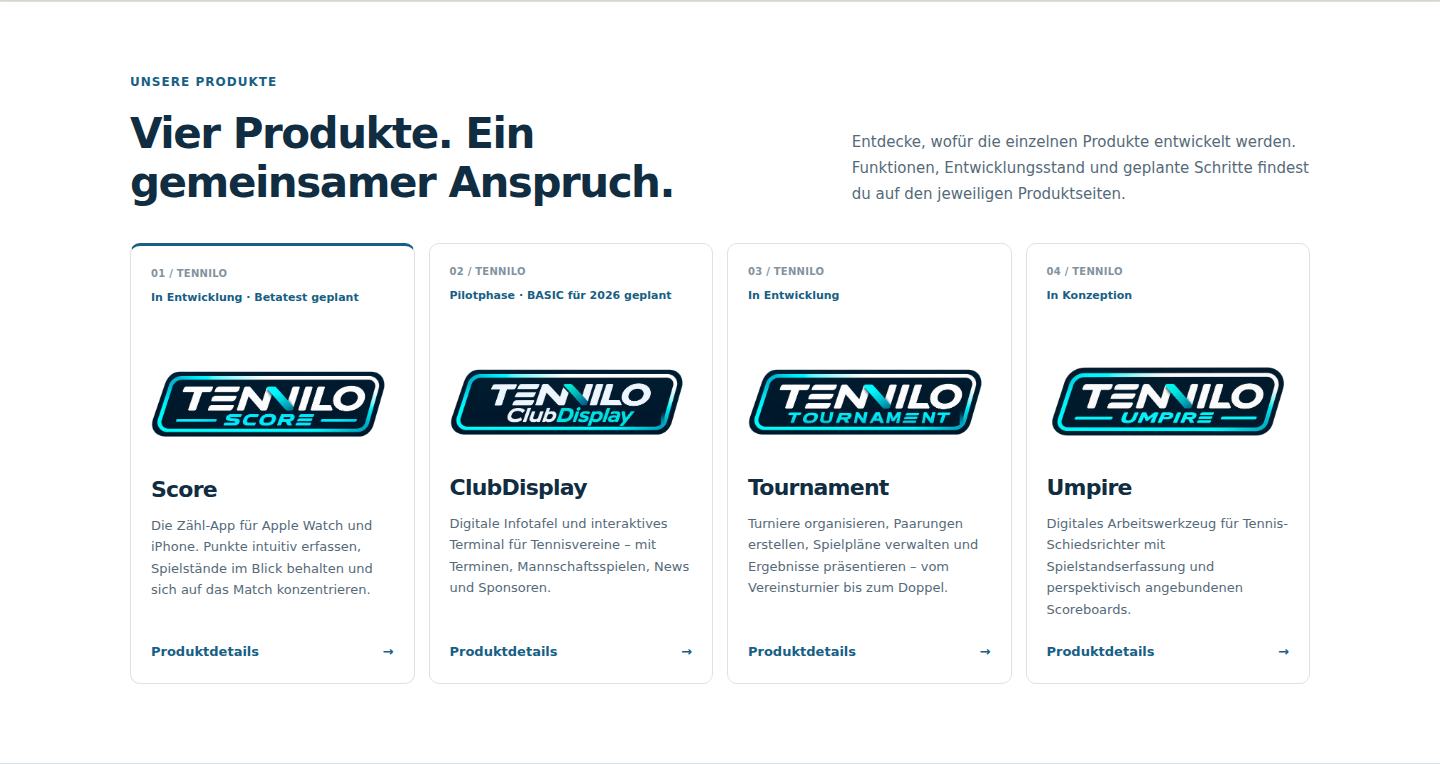 UNSERE PRODUKTE
Vier Produkte. Ein
gemeinsamer Anspruch.
Entdecke, wofür die einzelnen Produkte entwickelt werden.
Funktionen, Entwicklungsstand und geplante Schritte findest
du auf den jeweiligen Produktseiten.
01 / TENNILO
In Entwicklung · Betatest geplant
TENNILO
SCORE
Score
Die Zähl-App für Apple Watch und
iPhone. Punkte intuitiv erfassen,
Spielstände im Blick behalten und
sich auf das Match konzentrieren.
Produktdetails →
02 / TENNILO
Pilotphase · BASIC für 2026 geplant
TENNILO
ClubDisplay
ClubDisplay
Digitale Infotafel und interaktives
Terminal für Tennisvereine – mit
Terminen, Mannschaftsspielen, News
und Sponsoren.
Produktdetails →
03 / TENNILO
In Entwicklung
TENNILO
TOURNAMENT
Tournament
Turniere organisieren, Paarungen
erstellen, Spielpläne verwalten und
Ergebnisse präsentieren – vom
Vereinsturnier bis zum Doppel.
Produktdetails →
04 / TENNILO
In Konzeption
TENNILO
UMPIRE
Umpire
Digitales Arbeitswerkzeug für Tennis-
Schiedsrichter mit
Spielstandserfassung und
perspektivisch angebundenen
Scoreboards.
Produktdetails →